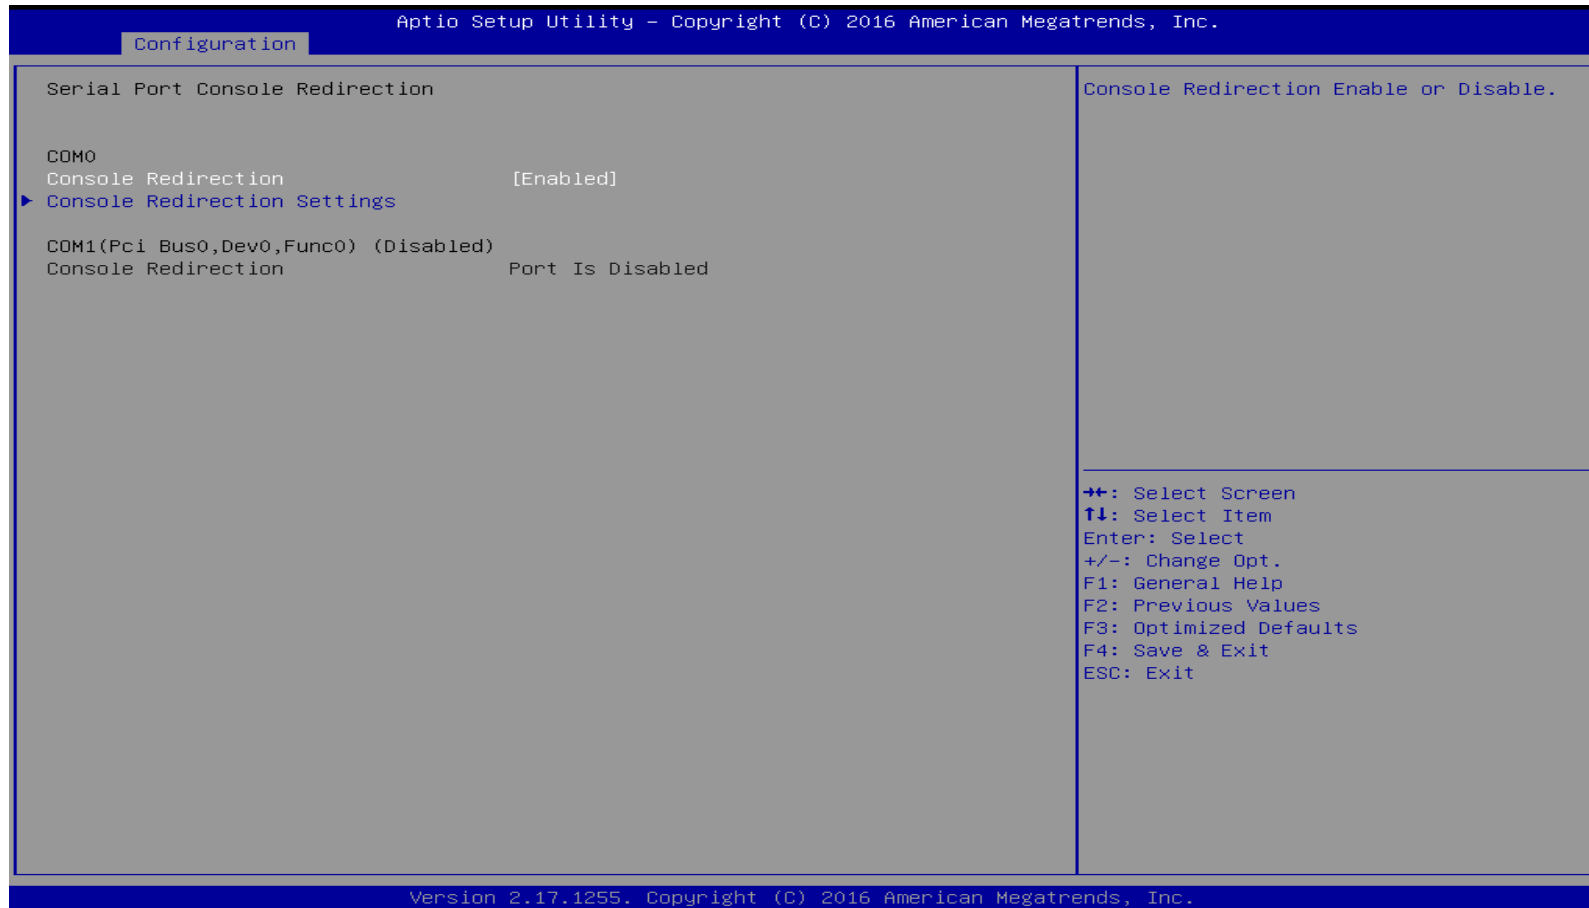 Aptio Setup Utility – Copyright (C) 2016 American Megatrends, Inc.
Configuration
Serial Port Console Redirection
COM0
Console Redirection [Enabled]
▶ Console Redirection Settings
COM1(Pci Bus0,Dev0,Func0) (Disabled)
Console Redirection Port Is Disabled
Console Redirection Enable or Disable.
→←: Select Screen
↑↓: Select Item
Enter: Select
+/-: Change Opt.
F1: General Help
F2: Previous Values
F3: Optimized Defaults
F4: Save & Exit
ESC: Exit
Version 2.17.1255. Copyright (C) 2016 American Megatrends, Inc.